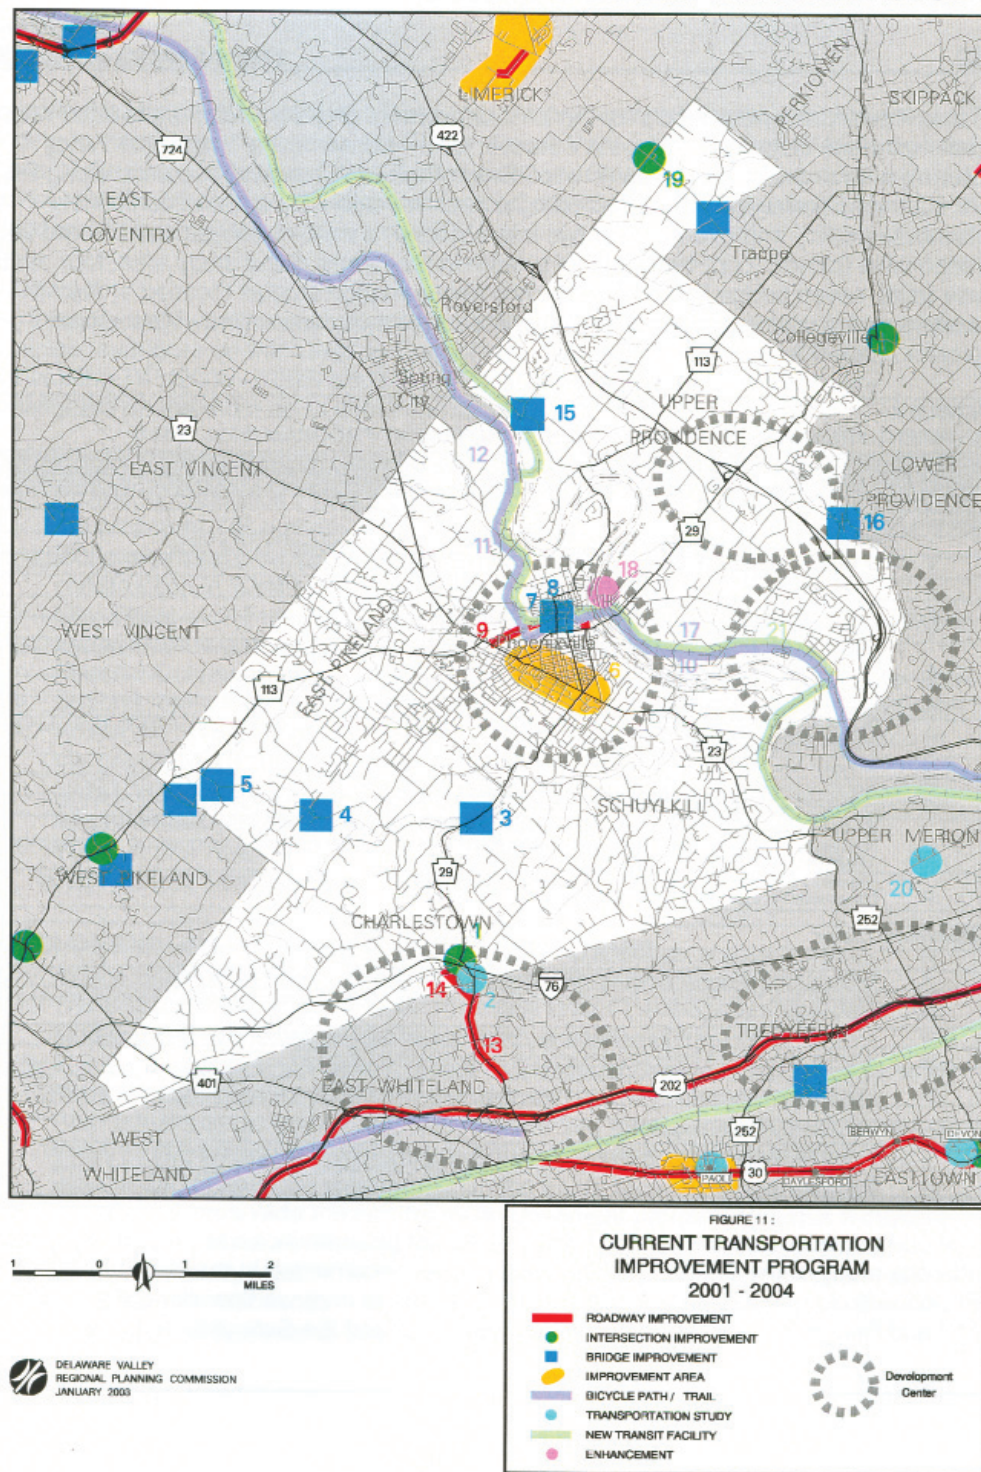 LIMERICK
PERKIOMEN
SKIPPACK
422
724
19
EAST
COVENTRY
Trappe
Royersford
Collegeville
113
Spring
City
UPPER
PROVIDENCE
15
23
12
EAST VINCENT
LOWER
PROVIDENCE
16
29
11
18
8
7
WEST VINCENT
EAST PIKELAND
9
Phoenixville
17
21
10
6
113
23
5
4
3
SCHUYLKILL
UPPER MERION
29
WEST PIKELAND
20
252
CHARLESTOWN
1
14
2
76
13
TREDYFFRIN
401
EAST WHITELAND
202
WEST
WHITELAND
252
BERWYN
DEVON
PAOLI
30
DAYLESFORD
EASTTOWN
1 0 1 2
MILES
DELAWARE VALLEY
REGIONAL PLANNING COMMISSION
JANUARY 2003
FIGURE 11:
CURRENT TRANSPORTATION
IMPROVEMENT PROGRAM
2001 - 2004
ROADWAY IMPROVEMENT
INTERSECTION IMPROVEMENT
BRIDGE IMPROVEMENT
IMPROVEMENT AREA
BICYCLE PATH / TRAIL
TRANSPORTATION STUDY
NEW TRANSIT FACILITY
ENHANCEMENT
Development
Center